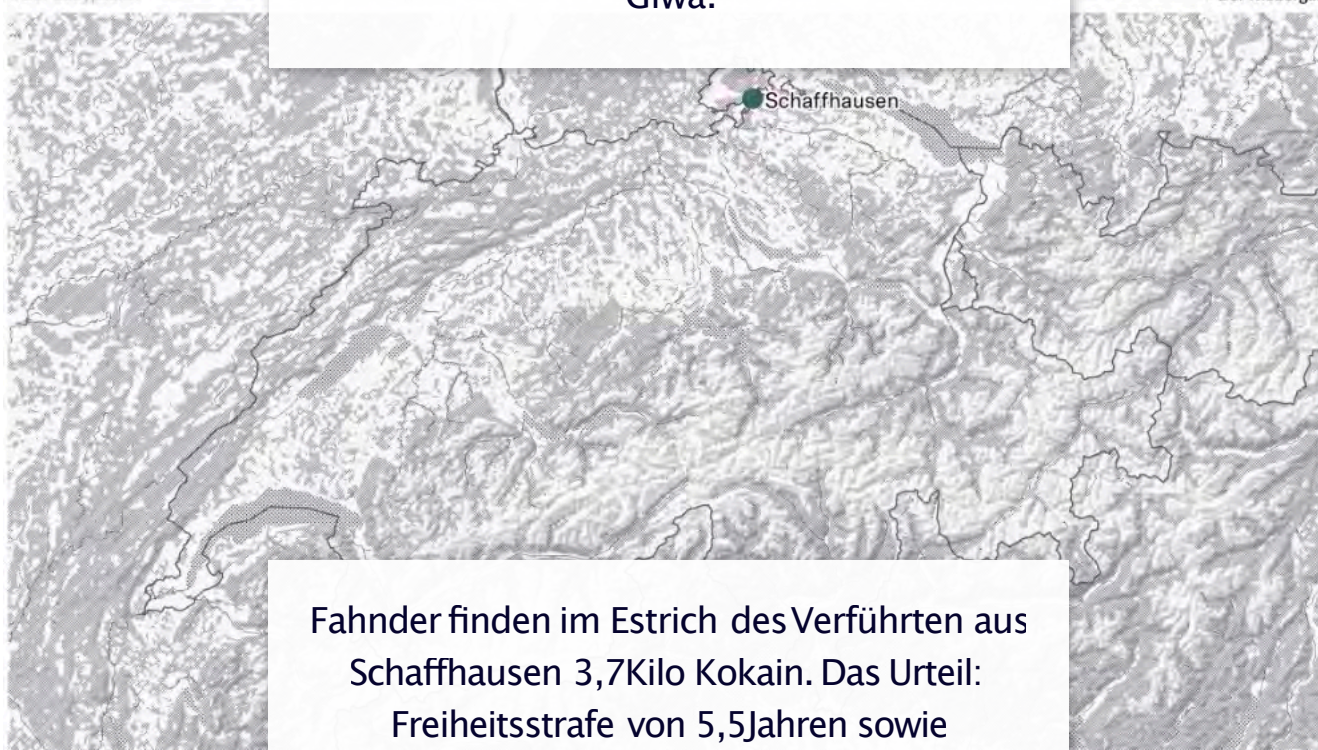 Giwa.
Schaffhausen
Fahnder finden im Estrich des Verführten aus
Schaffhausen 3,7Kilo Kokain. Das Urteil:
Freiheitsstrafe von 5,5Jahren sowie